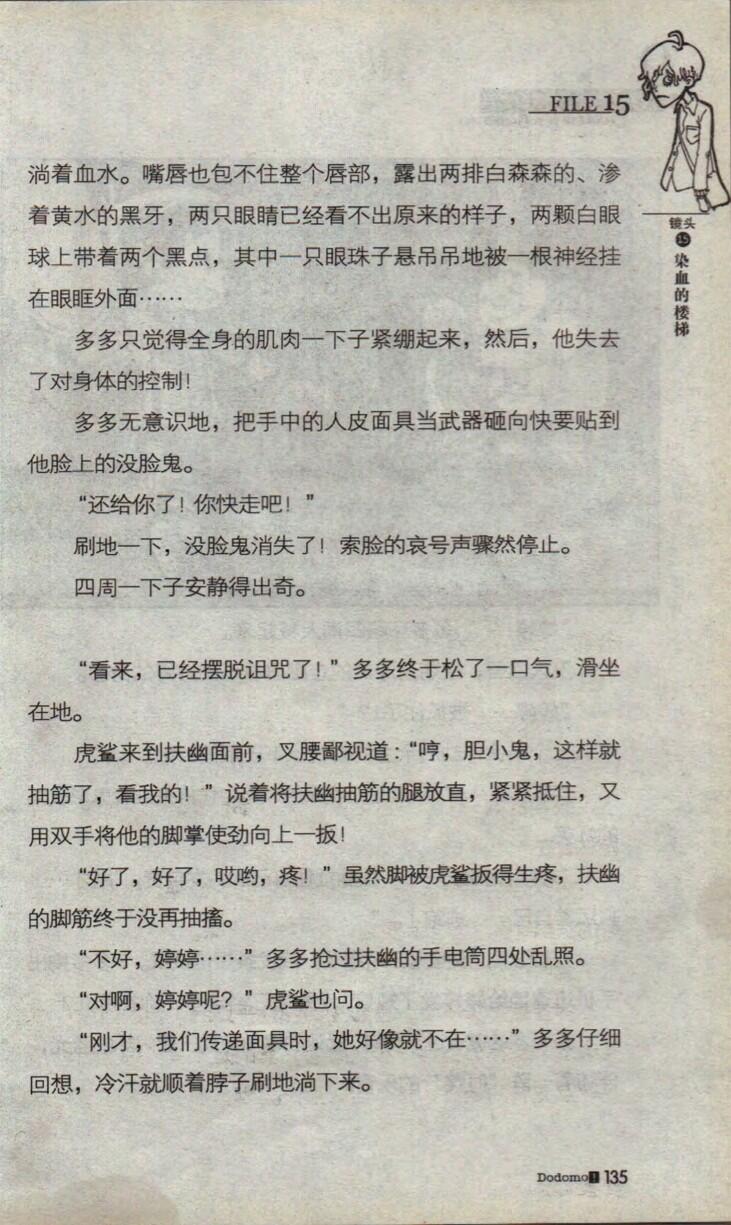 FILE 15
淌着血水。嘴唇也包不住整个唇部，露出两排白森森的、渗
着黄水的黑牙，两只眼睛已经看不出原来的样子，两颗白眼
球上带着两个黑点，其中一只眼珠子悬吊吊地被一根神经挂
在眼眶外面……
多多只觉得全身的肌肉一下子紧绷起来，然后，他失去
了对身体的控制！
多多无意识地，把手中的人皮面具当武器砸向快要贴到
他脸上的没脸鬼。
“还给你了！你快走吧！”
刷地一下，没脸鬼消失了！索脸的哀号声骤然停止。
四周一下子安静得出奇。
“看来，已经摆脱诅咒了！”多多终于松了一口气，滑坐
在地。
虎鲨来到扶幽面前，叉腰鄙视道：“哼，胆小鬼，这样就
抽筋了，看我的！”说着将扶幽抽筋的腿放直，紧紧抵住，又
用双手将他的脚掌使劲向上一扳！
“好了，好了，哎哟，疼！”虽然脚被虎鲨扳得生疼，扶幽
的脚筋终于没再抽搐。
“不好，婷婷……”多多抢过扶幽的手电筒四处乱照。
“对啊，婷婷呢？”虎鲨也问。
“刚才，我们传递面具时，她好像就不在……”多多仔细
回想，冷汗就顺着脖子刷地淌下来。
镜头
⑮
染血的楼梯
Dodomo! 135